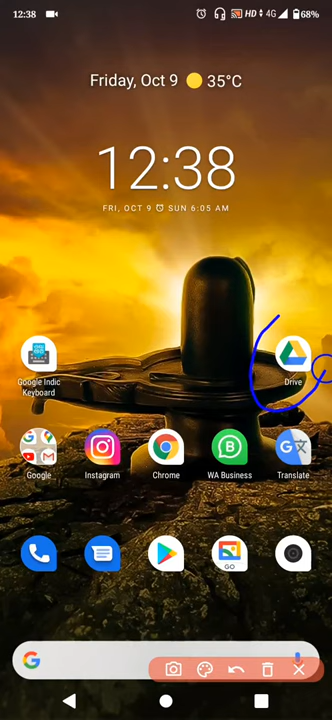 12:38 HD 4G 68%
Friday, Oct 9 35°C
12:38
FRI, OCT 9 SUN 6:05 AM
Google Indic Keyboard Drive
Google Instagram Chrome WA Business Translate
GO